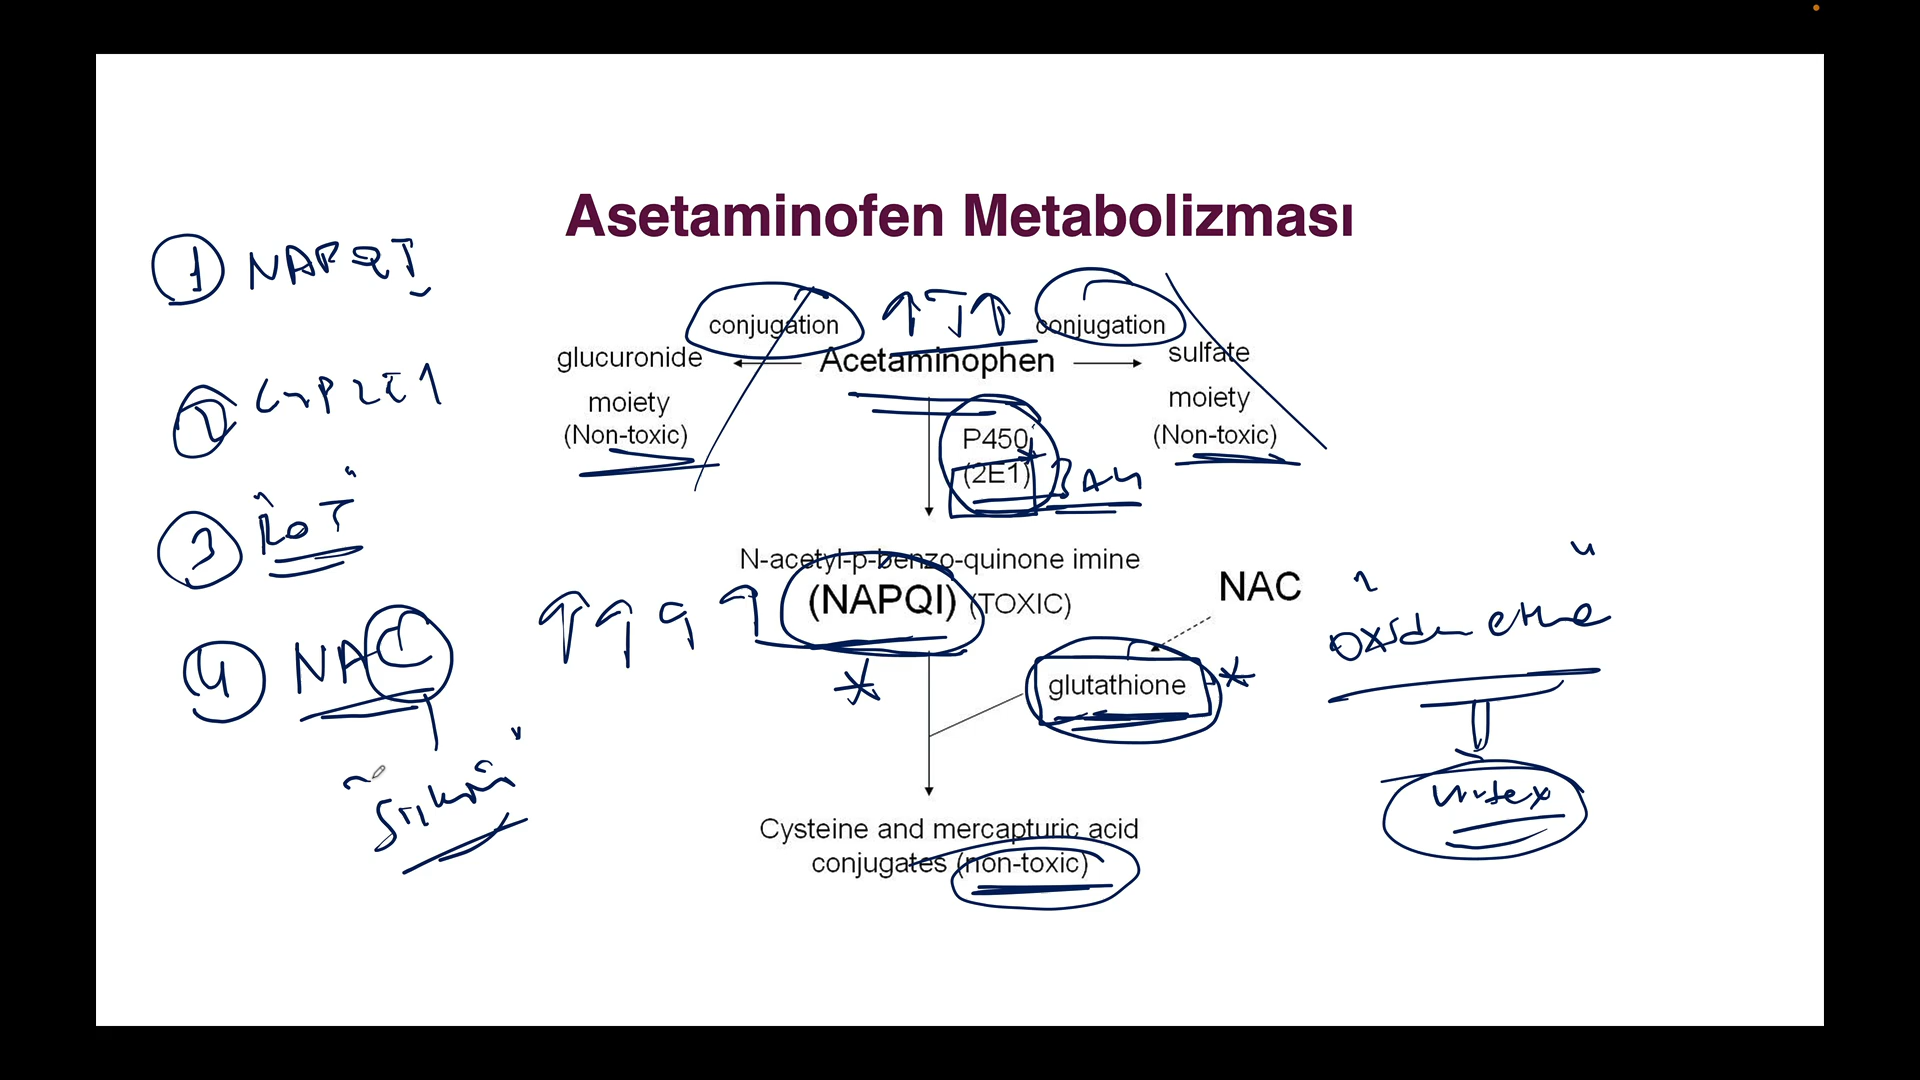 Asetaminofen Metabolizması
1 NAPQI
conjugation
conjugation
glucuronide
Acetaminophen
sulfate
moiety
moiety
(Non-toxic)
(Non-toxic)
2 CYP2E1
P450
(2E1)
3
N-acetyl-p-benzo-quinone imine
(NAPQI) (TOXIC)
NAC
4 NAC
glutathione
Cysteine and mercapturic acid
conjugates (non-toxic)